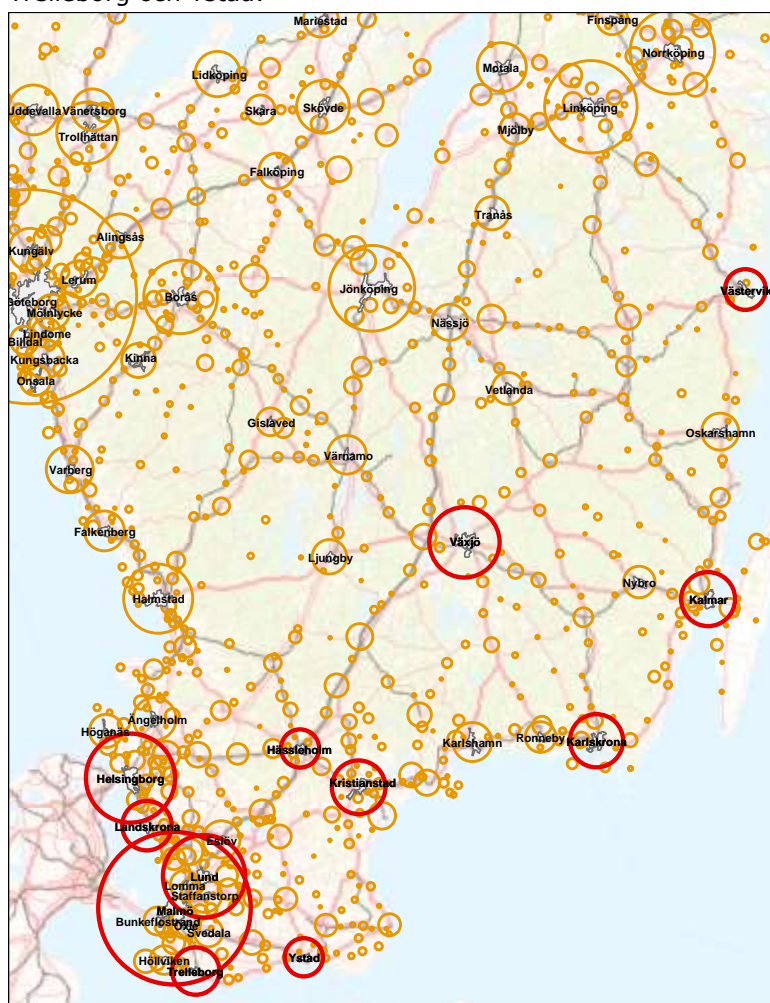 Trelleborg och Ystad.
Mariestad
Finspång
Norrköping
Lidköping
Motala
Uddevalla
Vänersborg
Skara
Skövde
Linköping
Trollhättan
Mjölby
Falköping
Tranås
Alingsås
Kungälv
Lerum
Jönköping
Västervik
Göteborg
Borås
Mölnlycke
Nässjö
Lindome
Billdal
Kungsbacka
Kinna
Onsala
Vetlanda
Gislaved
Oskarshamn
Värnamo
Varberg
Falkenberg
Växjö
Ljungby
Nybro
Halmstad
Kalmar
Ängelholm
Höganäs
Ronneby
Karlshamn
Karlskrona
Hässleholm
Helsingborg
Kristianstad
Landskrona
Eslöv
Lund
Lomma
Staffanstorp
Malmö
Bunkeflostrand
Oxie
Svedala
Ystad
Höllviken
Trelleborg